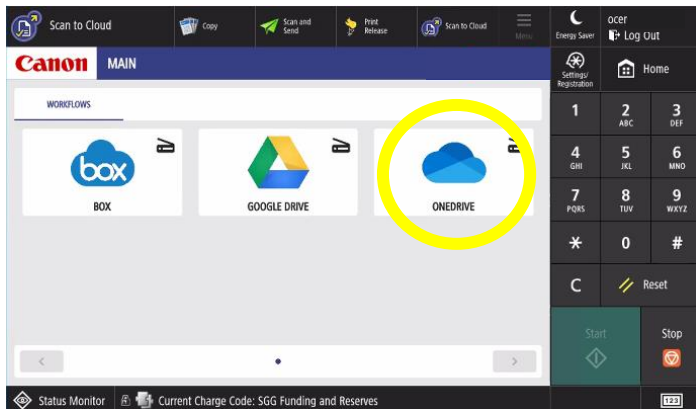 Scan to Cloud
Copy
Scan and
Send
Print
Release
Scan to Cloud
Menu
Energy Saver
ocer
Log Out
Canon
MAIN
Settings/
Registration
Home
WORKFLOWS
box
BOX
GOOGLE DRIVE
ONEDRIVE
1
2
ABC
3
DEF
4
GHI
5
JKL
6
MNO
7
PQRS
8
TUV
9
WXYZ
*
0
#
C
Reset
Start
Stop
<
>
Status Monitor
Current Charge Code: SGG Funding and Reserves
123